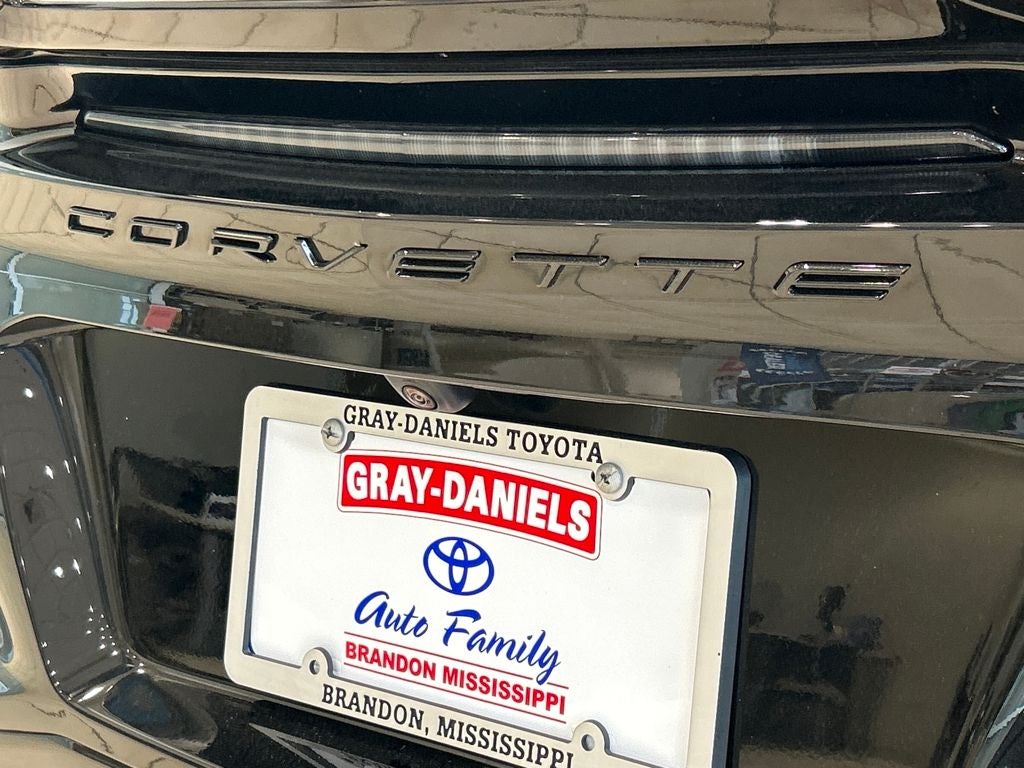 CORVETTE
GRAY-DANIELS TOYOTA
GRAY-DANIELS
Auto Family
BRANDON MISSISSIPPI
BRANDON, MISSISSIPPI